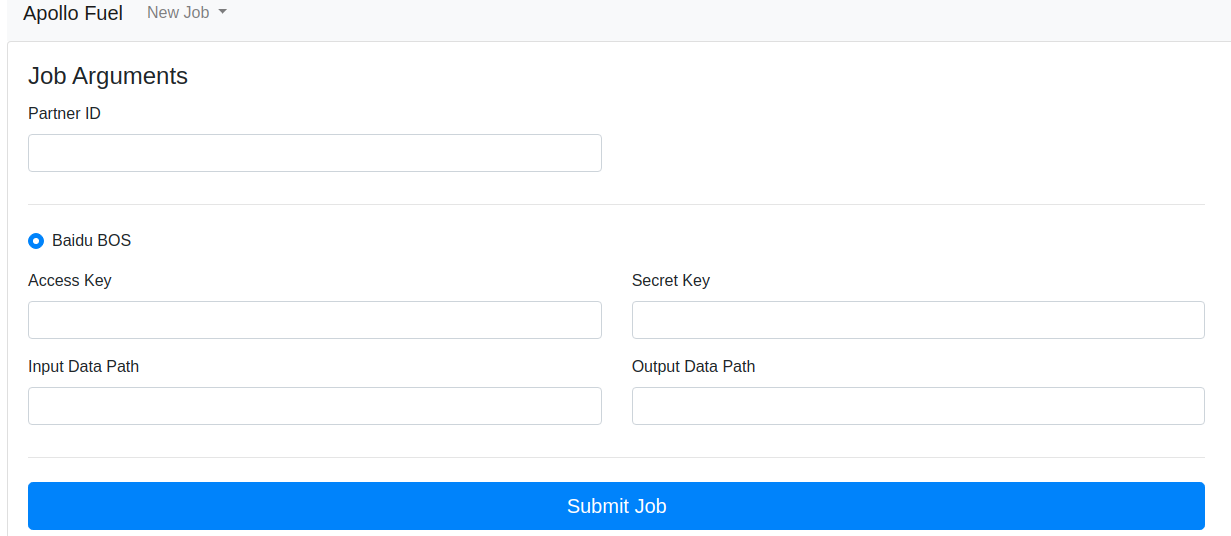 Apollo Fuel New Job
Job Arguments
Partner ID
Baidu BOS
Access Key Secret Key
Input Data Path Output Data Path
Submit Job